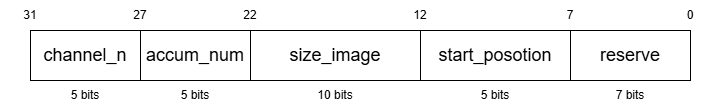 31 27 22 12 7 0
channel_n accum_num size_image start_posotion reserve
5 bits 5 bits 10 bits 5 bits 7 bits